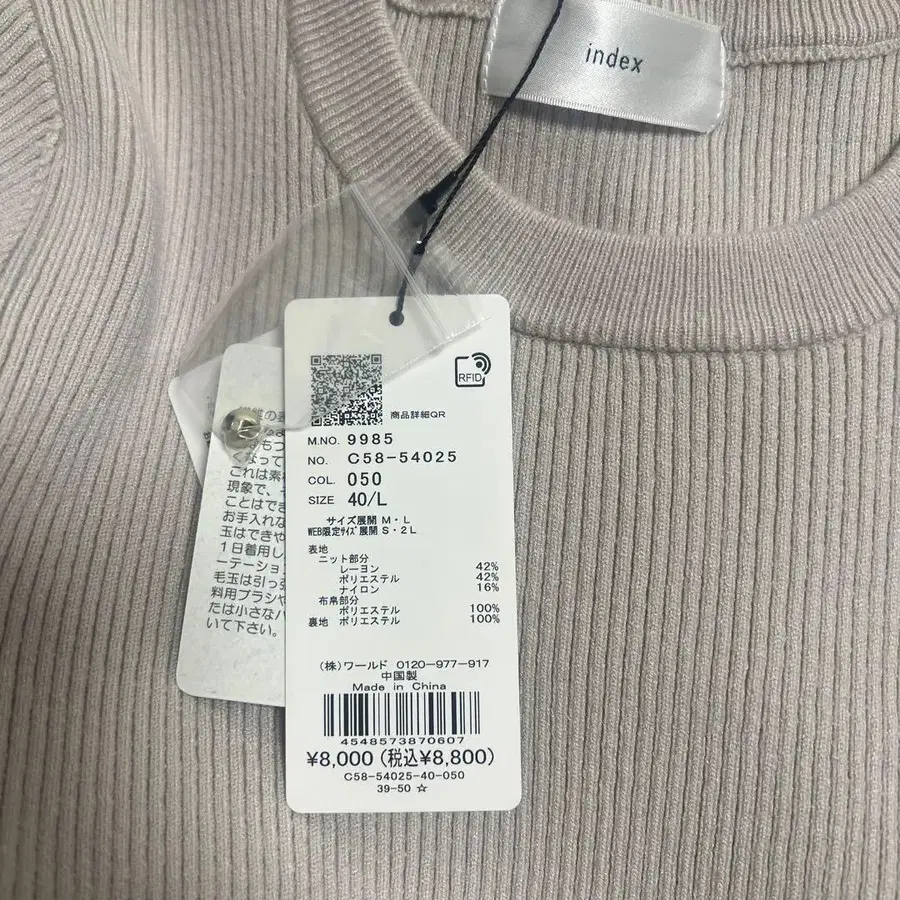 index
RFID
商品詳細QR
M.NO. 9985
NO. C58-54025
COL. 050
SIZE 40/L
サイズ展開 M・L
WEB限定サイズ展開 S・2L
表地
ニット部分
レーヨン 42%
ポリエステル 42%
ナイロン 16%
布帛部分
ポリエステル 100%
裏地 ポリエステル 100%
(株)ワールド 0120-977-917
中国製
Made in China
4548573870607
¥8,000(税込¥8,800)
C58-54025-40-050
39-50 ☆
くなって
これは素
現象で、
ことはでき
お手入れな
玉はできや
1日着用し
ーテーショ
毛玉は引っ張
料用ブラシや
たは小さなハ
いて下さい。